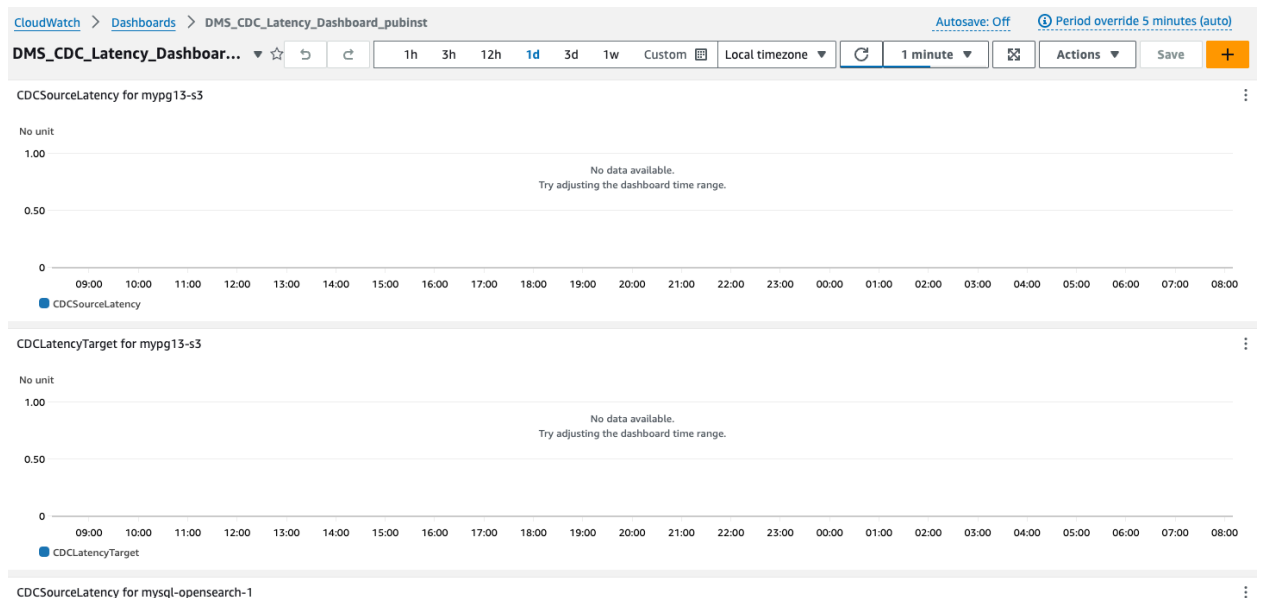 CloudWatch > Dashboards > DMS_CDC_Latency_Dashboard_pubinst Autosave: Off Period override 5 minutes (auto)
DMS_CDC_Latency_Dashboar... 1h 3h 12h 1d 3d 1w Custom Local timezone 1 minute Actions Save +
CDCSourceLatency for mypg13-s3
No unit
1.00
No data available.
Try adjusting the dashboard time range.
0.50
0
09:00 10:00 11:00 12:00 13:00 14:00 15:00 16:00 17:00 18:00 19:00 20:00 21:00 22:00 23:00 00:00 01:00 02:00 03:00 04:00 05:00 06:00 07:00 08:00
CDCSourceLatency
CDCLatencyTarget for mypg13-s3
No unit
1.00
No data available.
Try adjusting the dashboard time range.
0.50
0
09:00 10:00 11:00 12:00 13:00 14:00 15:00 16:00 17:00 18:00 19:00 20:00 21:00 22:00 23:00 00:00 01:00 02:00 03:00 04:00 05:00 06:00 07:00 08:00
CDCLatencyTarget
CDCSourceLatency for mysql-opensearch-1